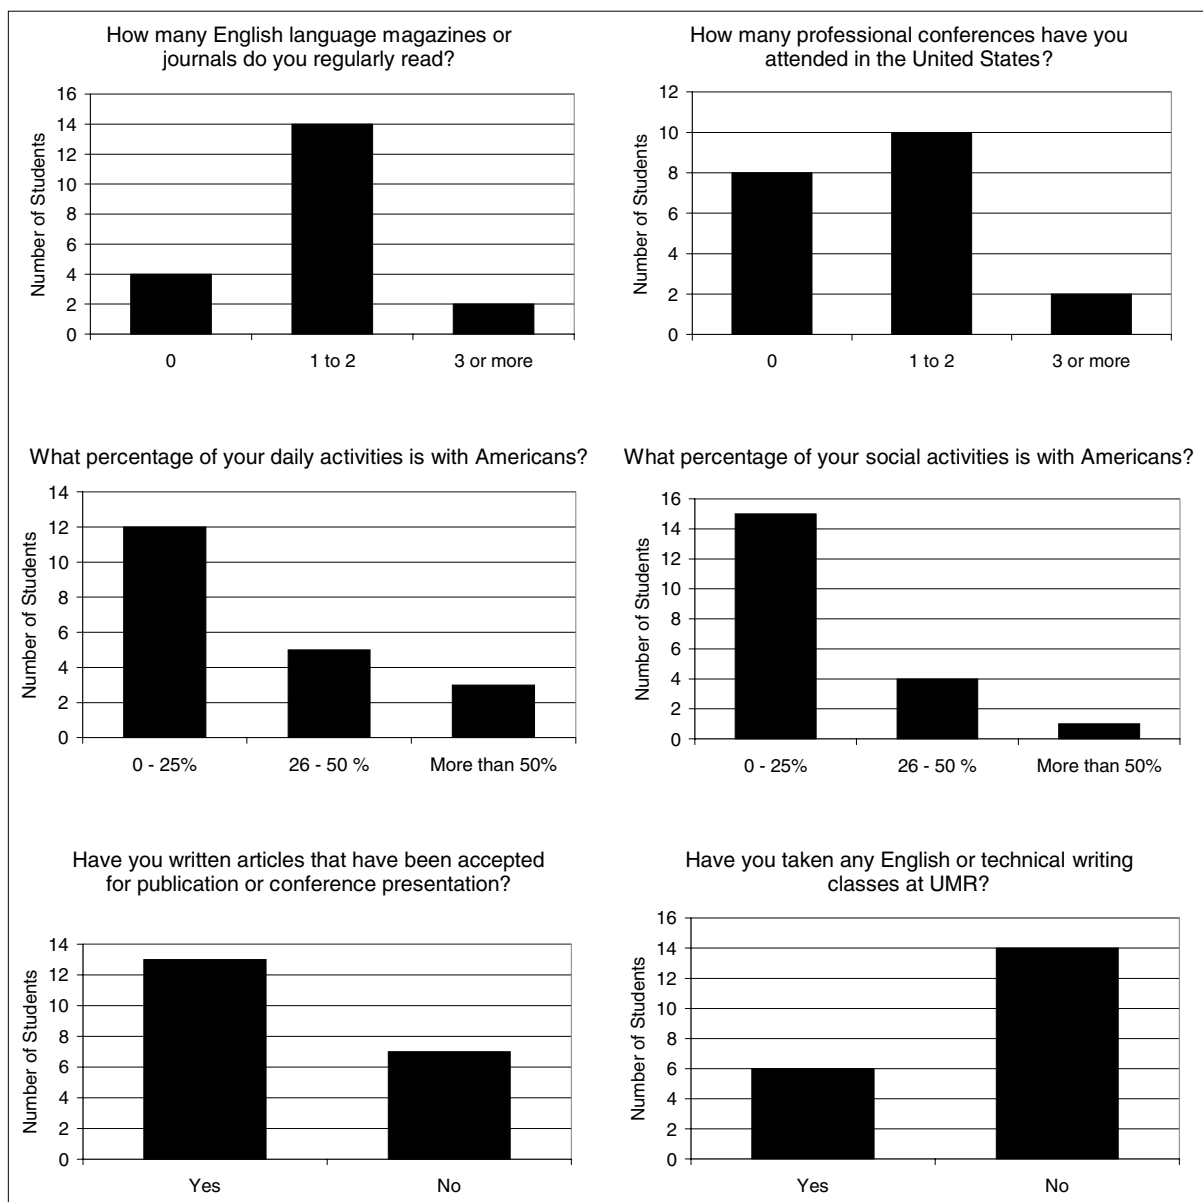 How many English language magazines or
journals do you regularly read?
16
14
12
10
8
6
4
2
0
Number of Students
0 1 to 2 3 or more
How many professional conferences have you
attended in the United States?
12
10
8
6
4
2
0
Number of Students
0 1 to 2 3 or more
What percentage of your daily activities is with Americans?
14
12
10
8
6
4
2
0
Number of Students
0 - 25% 26 - 50 % More than 50%
What percentage of your social activities is with Americans?
16
14
12
10
8
6
4
2
0
Number of Students
0 - 25% 26 - 50 % More than 50%
Have you written articles that have been accepted
for publication or conference presentation?
14
12
10
8
6
4
2
0
Number of Students
Yes No
Have you taken any English or technical writing
classes at UMR?
16
14
12
10
8
6
4
2
0
Number of Students
Yes No